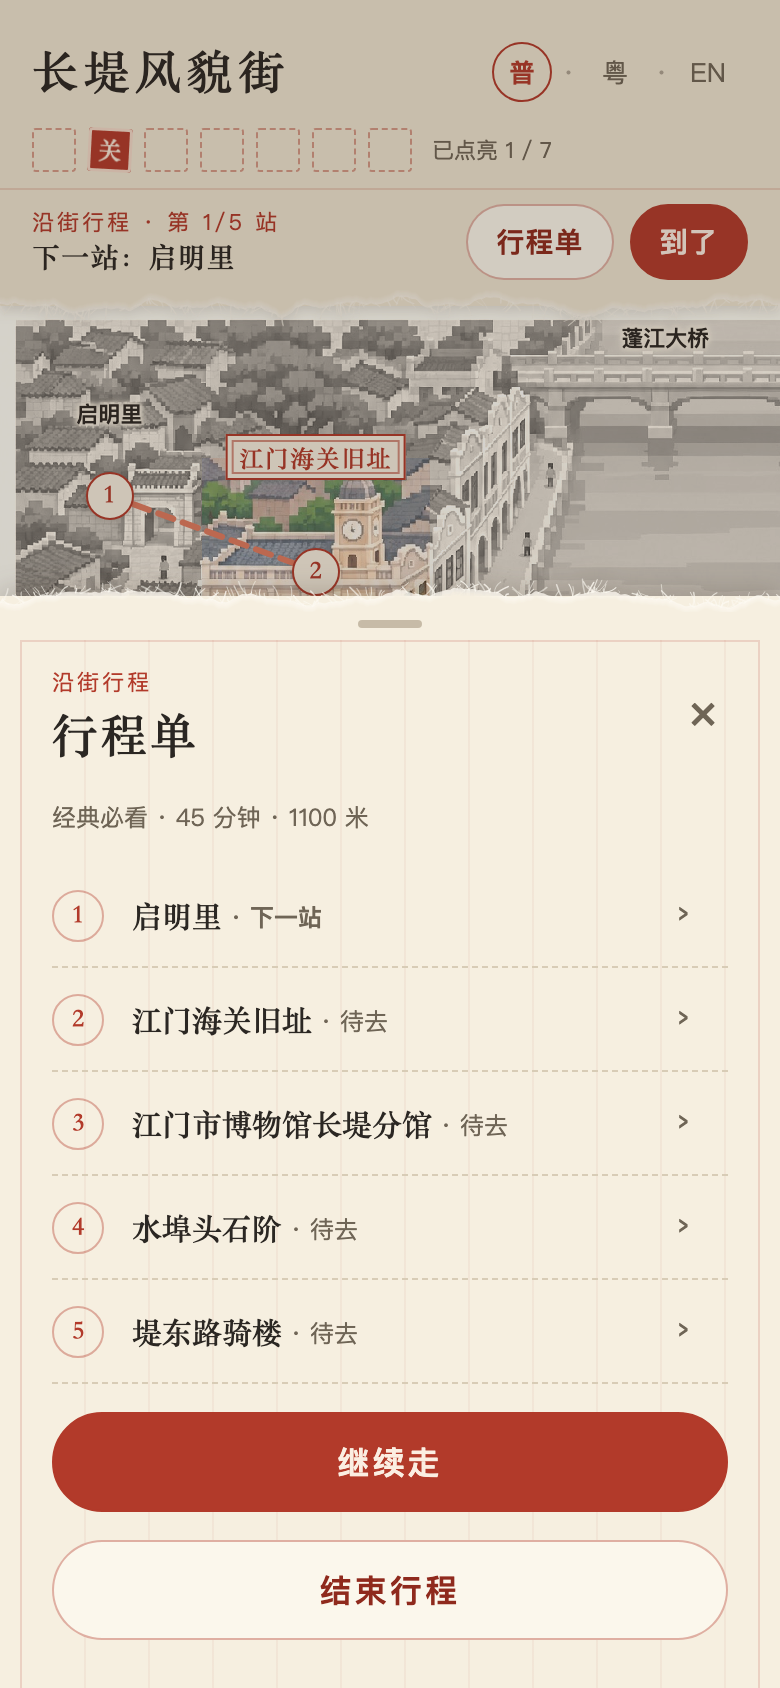 长堤风貌街
普 · 粤 · EN
关
已点亮 1 / 7
沿街行程 · 第 1/5 站
下一站：启明里
行程单
到了
蓬江大桥
启明里
江门海关旧址
1
2
沿街行程
行程单
×
经典必看 · 45 分钟 · 1100 米
1 启明里 · 下一站 ›
2 江门海关旧址 · 待去 ›
3 江门市博物馆长堤分馆 · 待去 ›
4 水埠头石阶 · 待去 ›
5 堤东路骑楼 · 待去 ›
继续走
结束行程